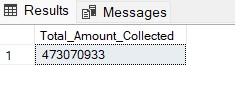 Results Messages
Total_Amount_Collected
1 473070933